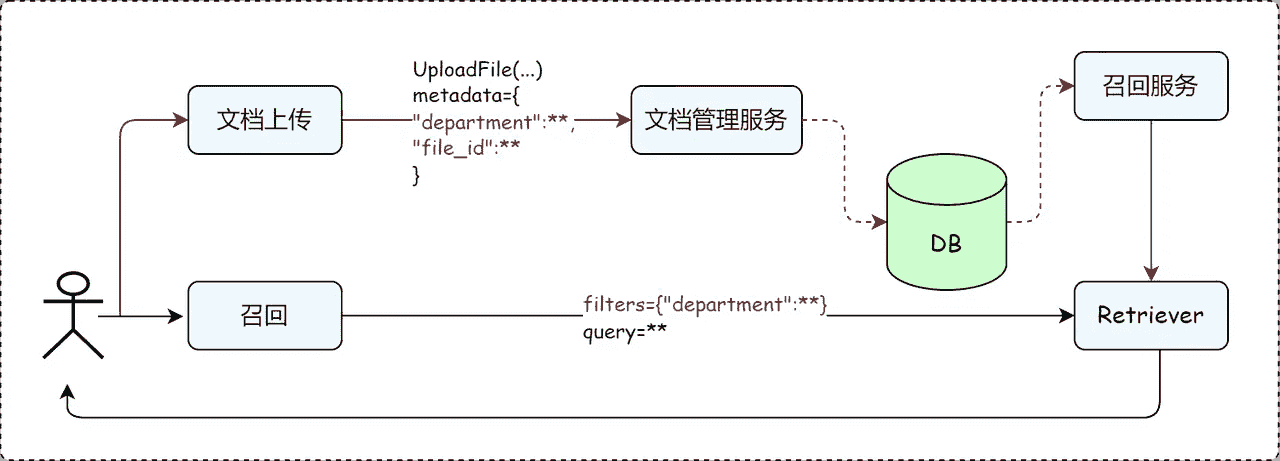 文档上传
UploadFile(...)
metadata={
"department":**,
"file_id":**
}
文档管理服务
DB
召回服务
召回
filters={"department":**}
query=**
Retriever